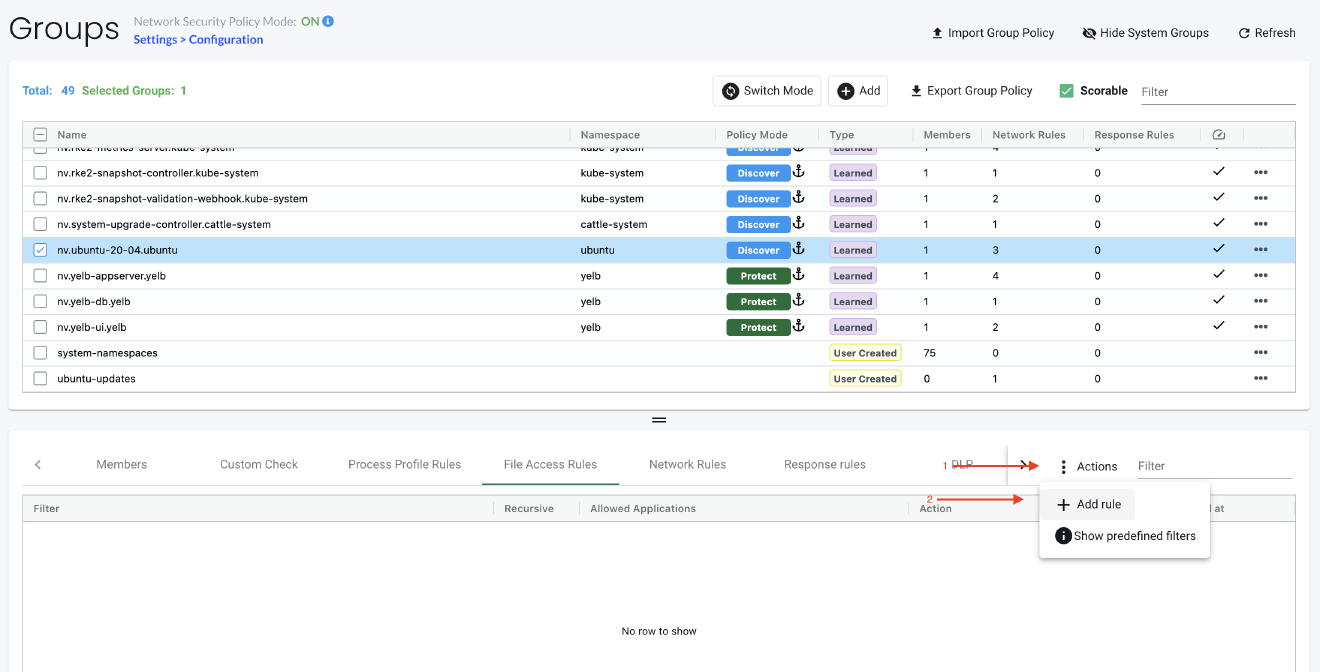 Groups
Network Security Policy Mode: ON
Settings > Configuration
Import Group Policy
Hide System Groups
Refresh
Total: 49 Selected Groups: 1
Switch Mode
Add
Export Group Policy
Scorable
Filter
Name Namespace Policy Mode Type Members Network Rules Response Rules
nv.rke2-metrics-server.kube-system kube-system Discover Learned 1 4 0
nv.rke2-snapshot-controller.kube-system kube-system Discover Learned 1 1 0
nv.rke2-snapshot-validation-webhook.kube-system kube-system Discover Learned 1 2 0
nv.system-upgrade-controller.cattle-system cattle-system Discover Learned 1 1 0
nv.ubuntu-20-04.ubuntu ubuntu Discover Learned 1 3 0
nv.yelb-appserver.yelb yelb Protect Learned 1 4 0
nv.yelb-db.yelb yelb Protect Learned 1 1 0
nv.yelb-ui.yelb yelb Protect Learned 1 2 0
system-namespaces User Created 75 0 0
ubuntu-updates User Created 0 1 0
Members Custom Check Process Profile Rules File Access Rules Network Rules Response rules 1 DLP Actions Filter
2
Add rule
Show predefined filters
Filter Recursive Allowed Applications Action at
No row to show